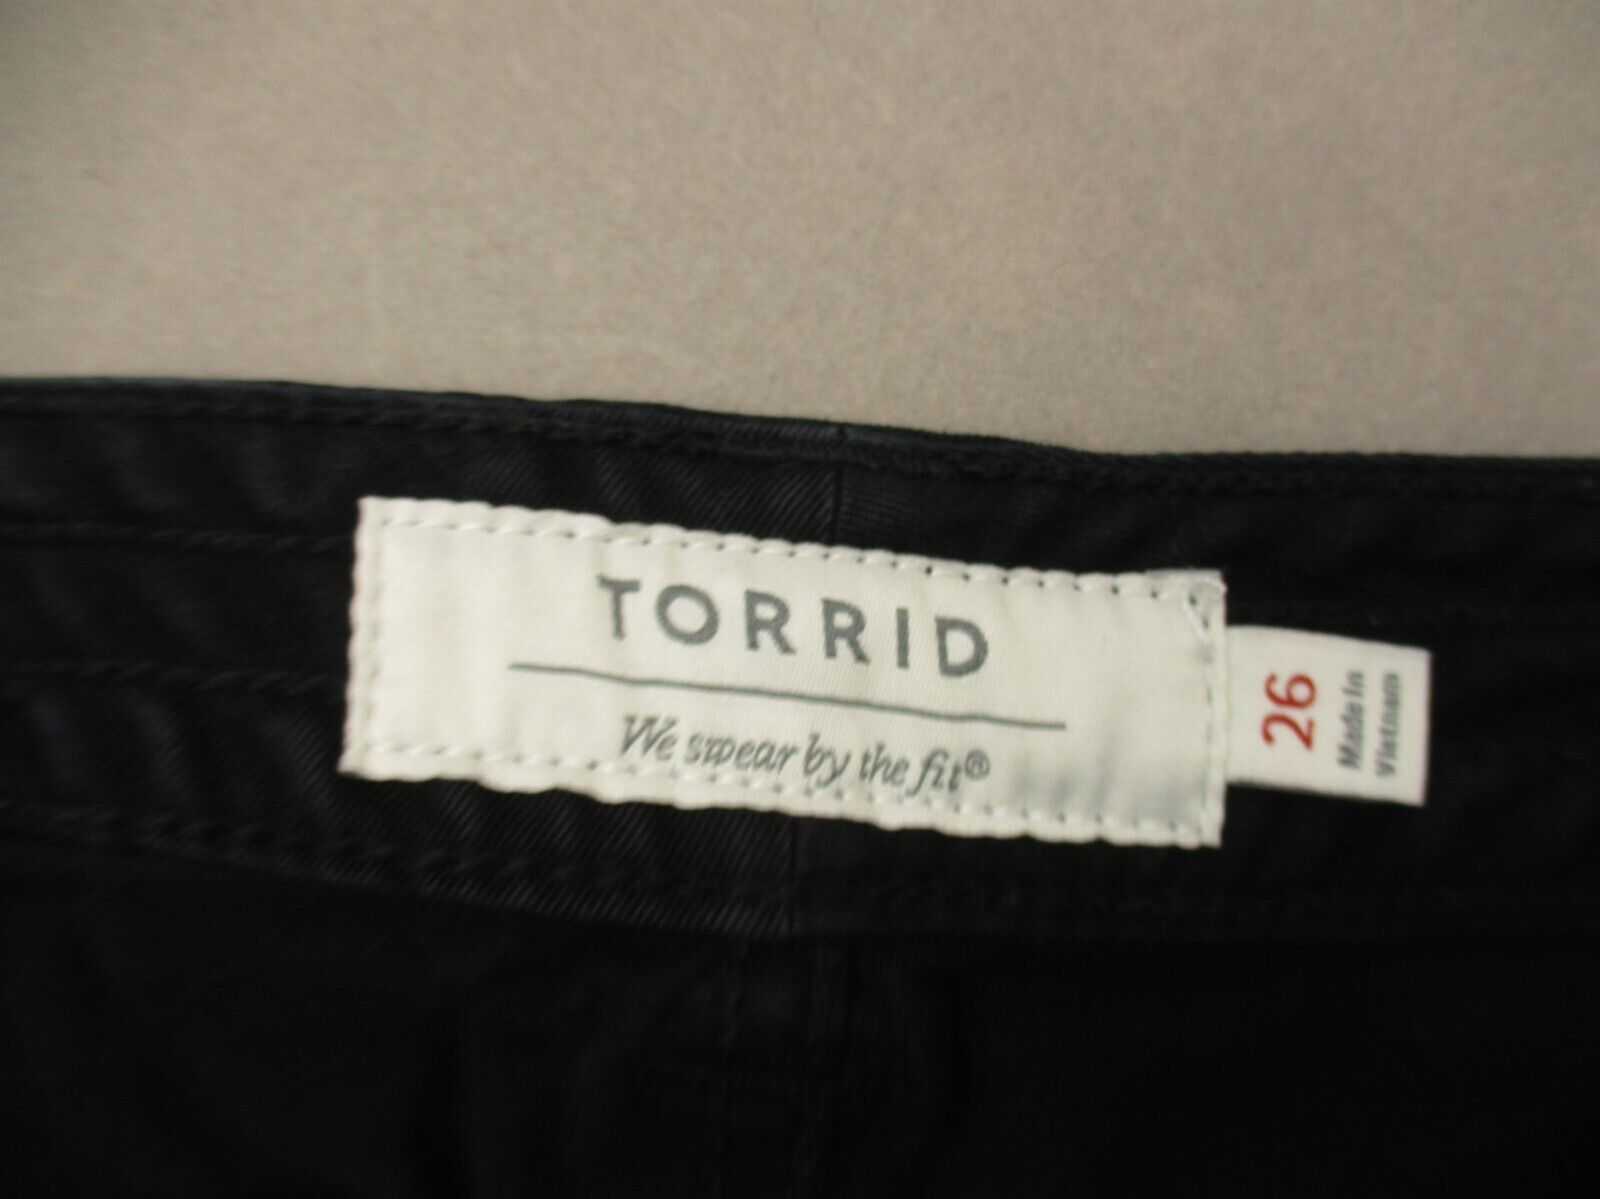 TORRID
We swear by the fit®
26
Made in
Vietnam